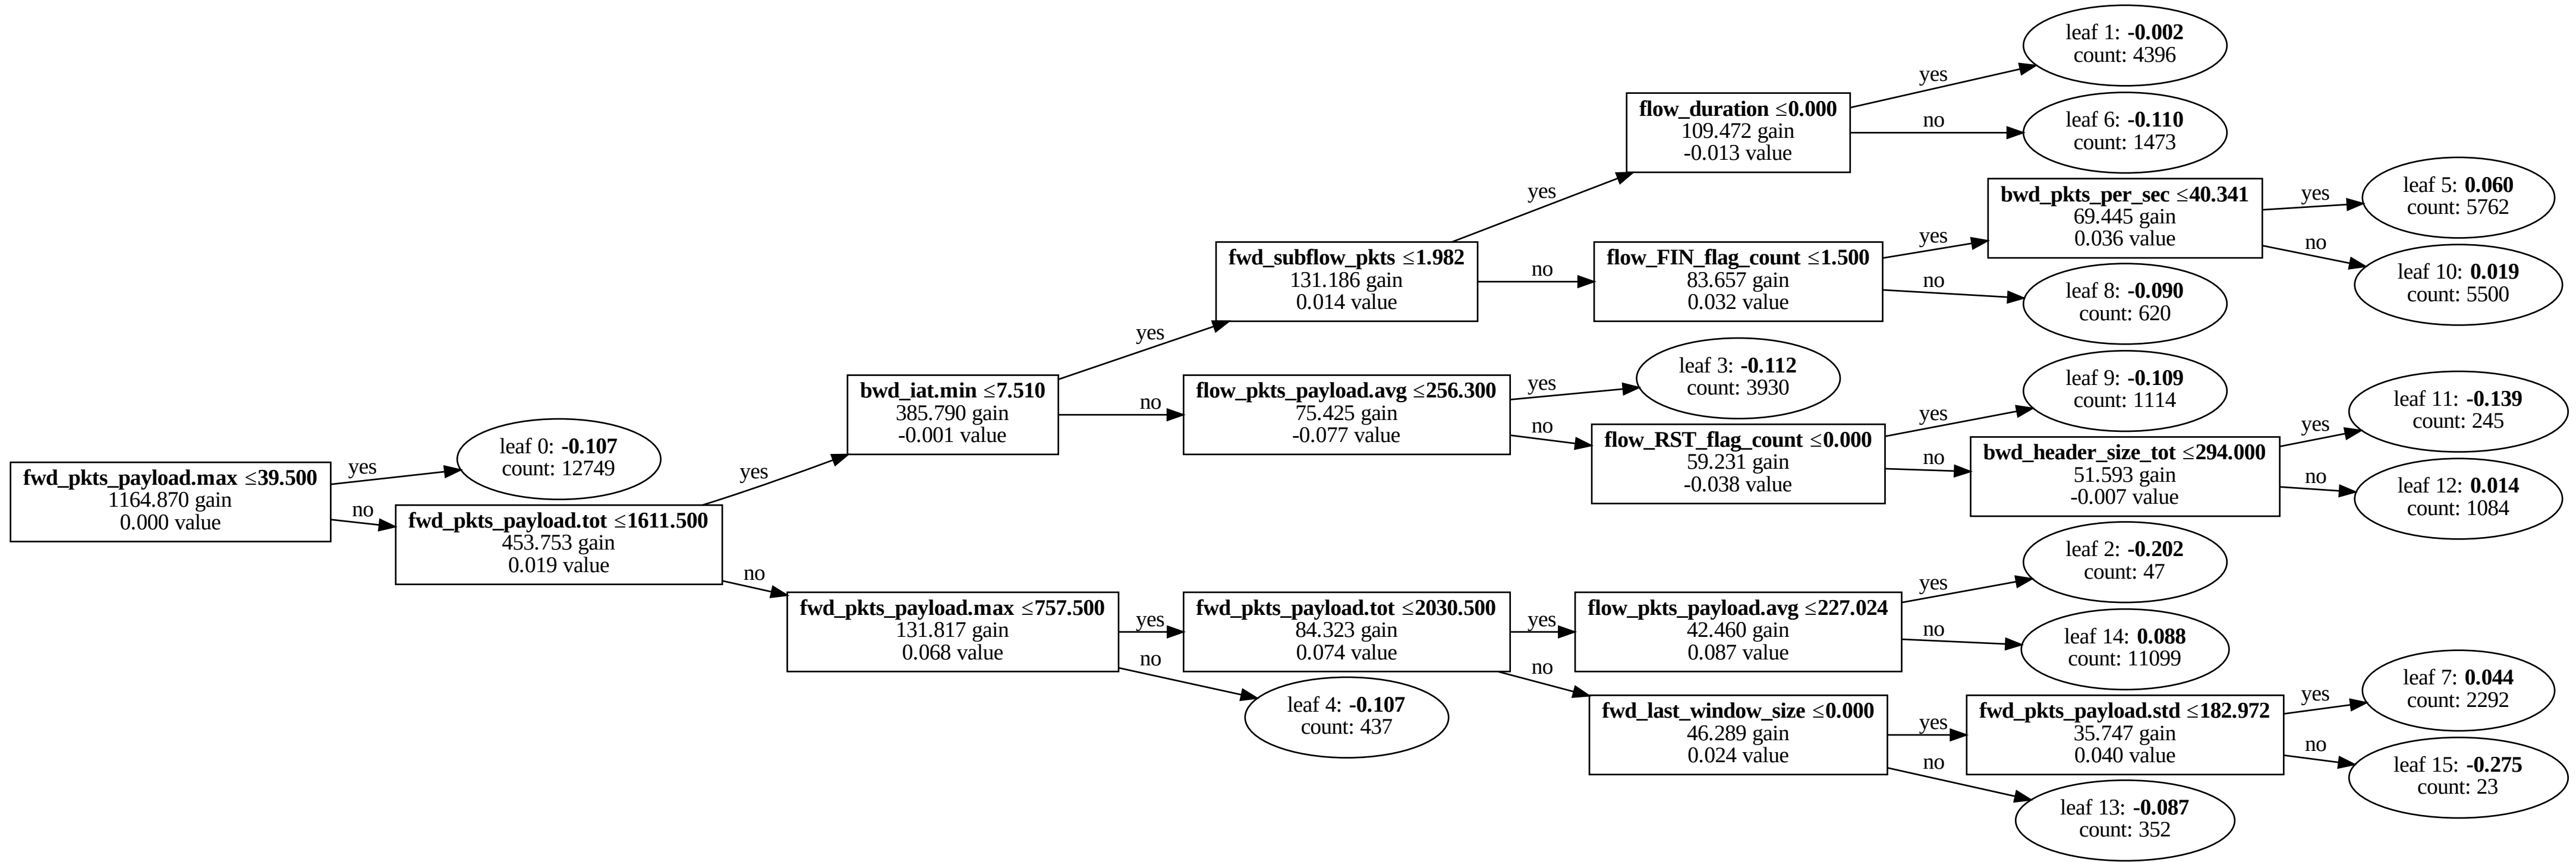 fwd_pkts_payload.max ≤39.500
1164.870 gain
0.000 value
yes
no
leaf 0: -0.107
count: 12749
fwd_pkts_payload.tot ≤1611.500
453.753 gain
0.019 value
yes
no
bwd_iat.min ≤7.510
385.790 gain
-0.001 value
yes
no
fwd_subflow_pkts ≤1.982
131.186 gain
0.014 value
yes
no
flow_duration ≤0.000
109.472 gain
-0.013 value
yes
no
leaf 1: -0.002
count: 4396
leaf 6: -0.110
count: 1473
flow_FIN_flag_count ≤1.500
83.657 gain
0.032 value
yes
no
bwd_pkts_per_sec ≤40.341
69.445 gain
0.036 value
yes
no
leaf 5: 0.060
count: 5762
leaf 10: 0.019
count: 5500
leaf 8: -0.090
count: 620
flow_pkts_payload.avg ≤256.300
75.425 gain
-0.077 value
yes
no
leaf 3: -0.112
count: 3930
flow_RST_flag_count ≤0.000
59.231 gain
-0.038 value
yes
no
leaf 9: -0.109
count: 1114
bwd_header_size_tot ≤294.000
51.593 gain
-0.007 value
yes
no
leaf 11: -0.139
count: 245
leaf 12: 0.014
count: 1084
fwd_pkts_payload.max ≤757.500
131.817 gain
0.068 value
yes
no
fwd_pkts_payload.tot ≤2030.500
84.323 gain
0.074 value
yes
no
leaf 4: -0.107
count: 437
flow_pkts_payload.avg ≤227.024
42.460 gain
0.087 value
yes
no
leaf 2: -0.202
count: 47
leaf 14: 0.088
count: 11099
fwd_last_window_size ≤0.000
46.289 gain
0.024 value
yes
no
fwd_pkts_payload.std ≤182.972
35.747 gain
0.040 value
yes
no
leaf 7: 0.044
count: 2292
leaf 15: -0.275
count: 23
leaf 13: -0.087
count: 352